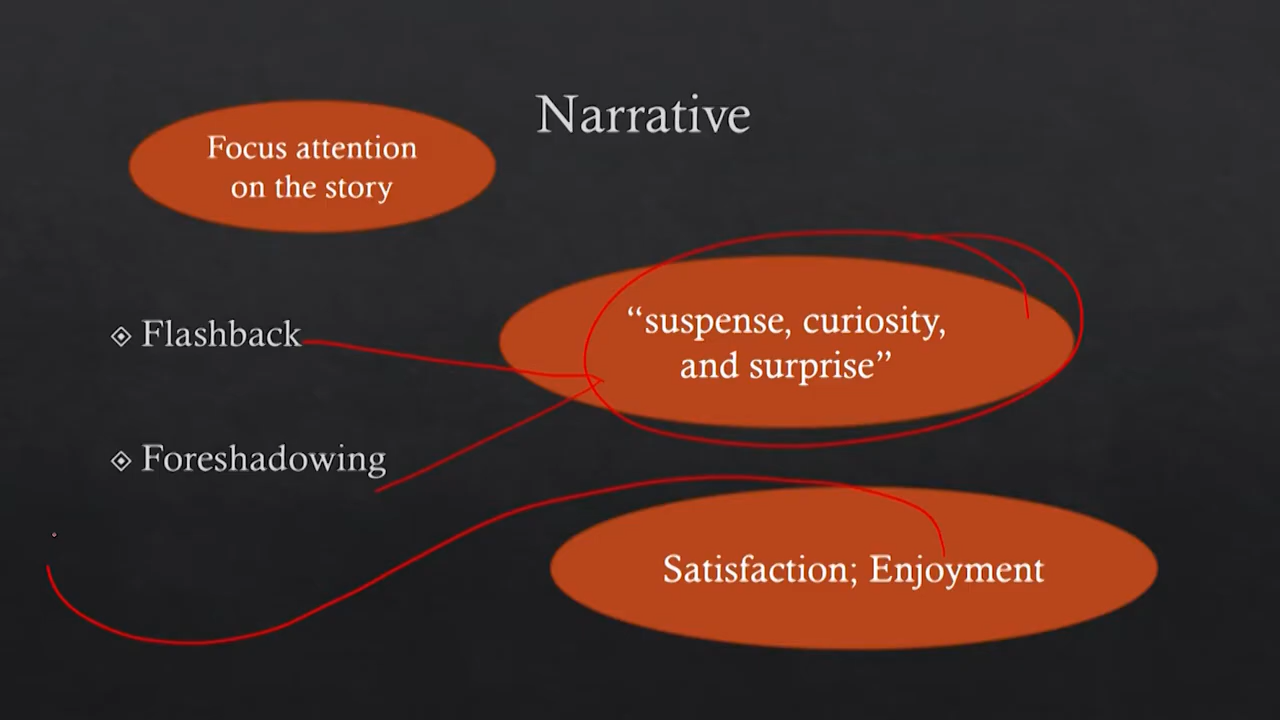 Narrative
Focus attention
on the story
Flashback
“suspense, curiosity,
and surprise”
Foreshadowing
Satisfaction; Enjoyment